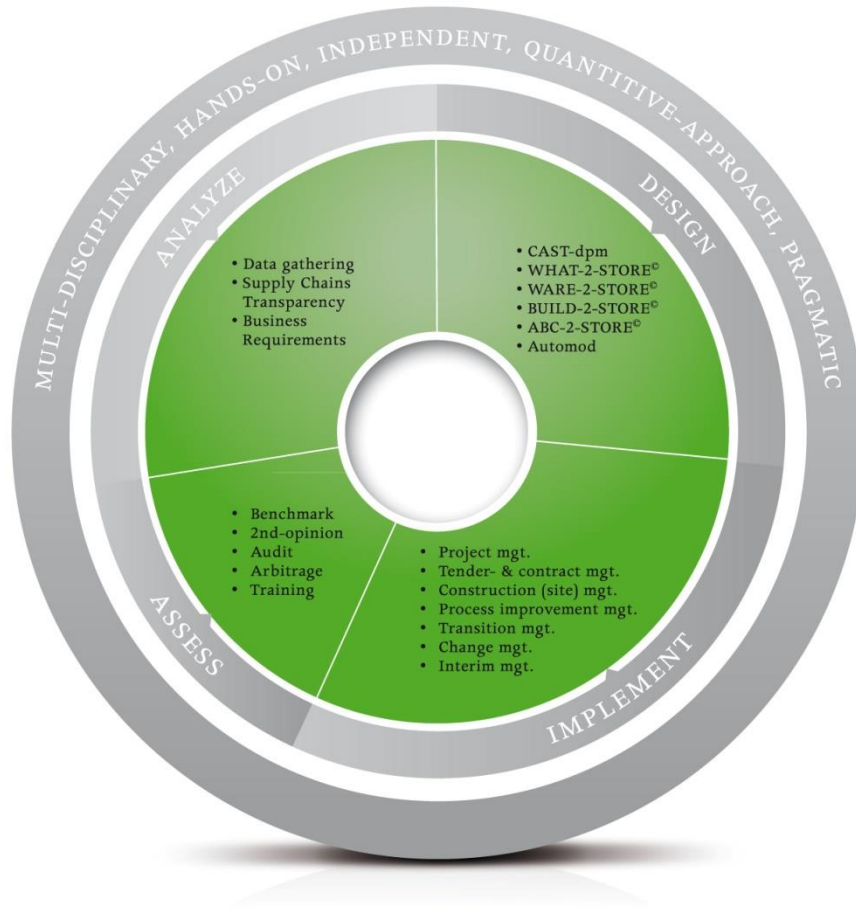 MULTI-DISCIPLINARY, HANDS-ON, INDEPENDENT, QUANTITIVE-APPROACH, PRAGMATIC
ANALYZE
• Data gathering
• Supply Chains
Transparency
• Business
Requirements
DESIGN
• CAST-dpm
• WHAT-2-STORE©
• WARE-2-STORE©
• BUILD-2-STORE©
• ABC-2-STORE©
• Automod
IMPLEMENT
• Project mgt.
• Tender- & contract mgt.
• Construction (site) mgt.
• Process improvement mgt.
• Transition mgt.
• Change mgt.
• Interim mgt.
ASSESS
• Benchmark
• 2nd-opinion
• Audit
• Arbitrage
• Training